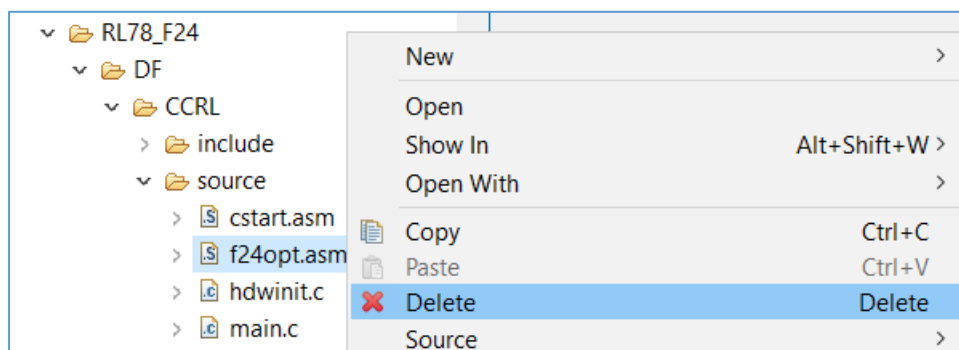 RL78_F24
DF
CCRL
include
source
cstart.asm
f24opt.asm
hdwinit.c
main.c
New
Open
Show In Alt+Shift+W
Open With
Copy Ctrl+C
Paste Ctrl+V
Delete Delete
Source